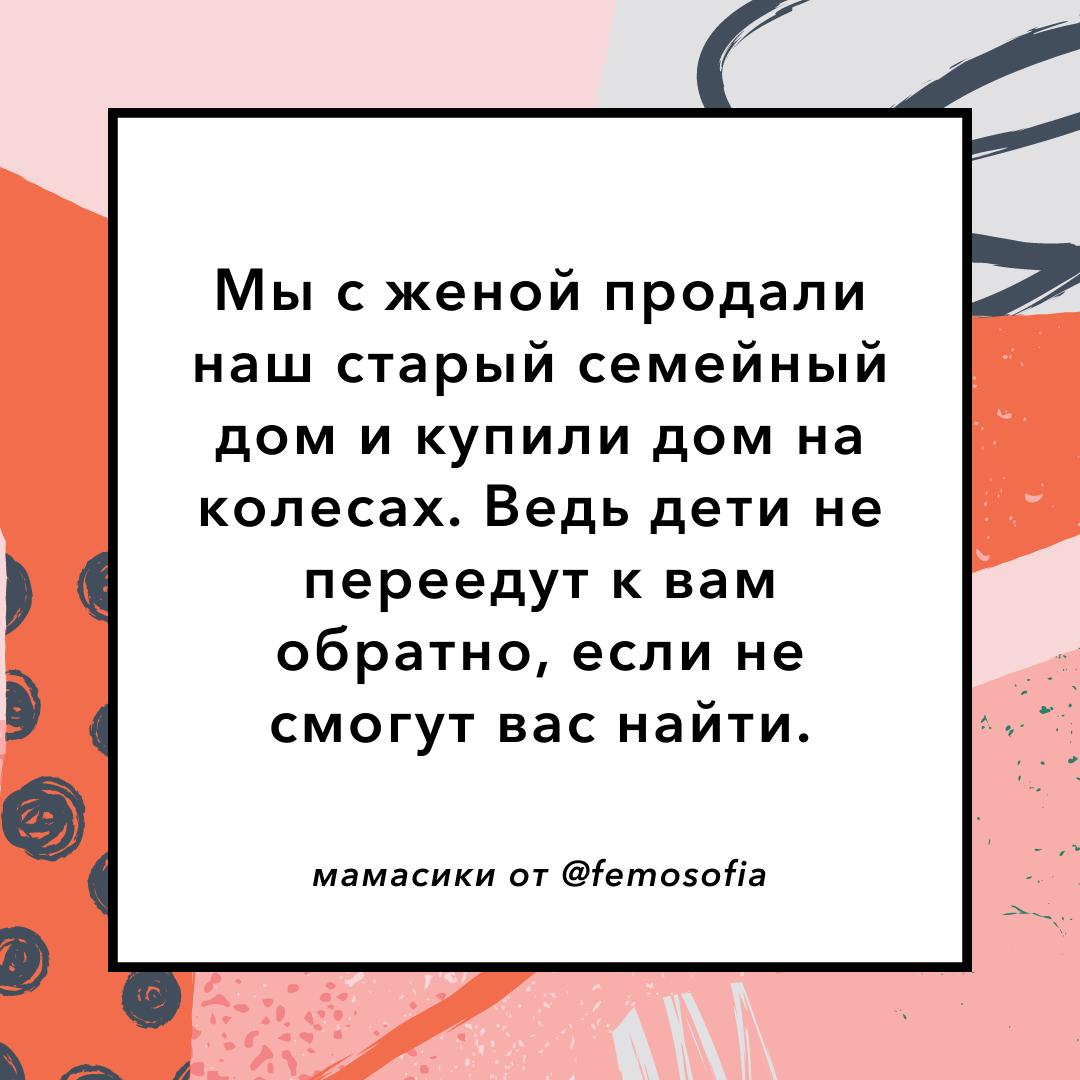 Мы с женой продали
наш старый семейный
дом и купили дом на
колесах. Ведь дети не
переедут к вам
обратно, если не
смогут вас найти.
мамасики от @femosofia